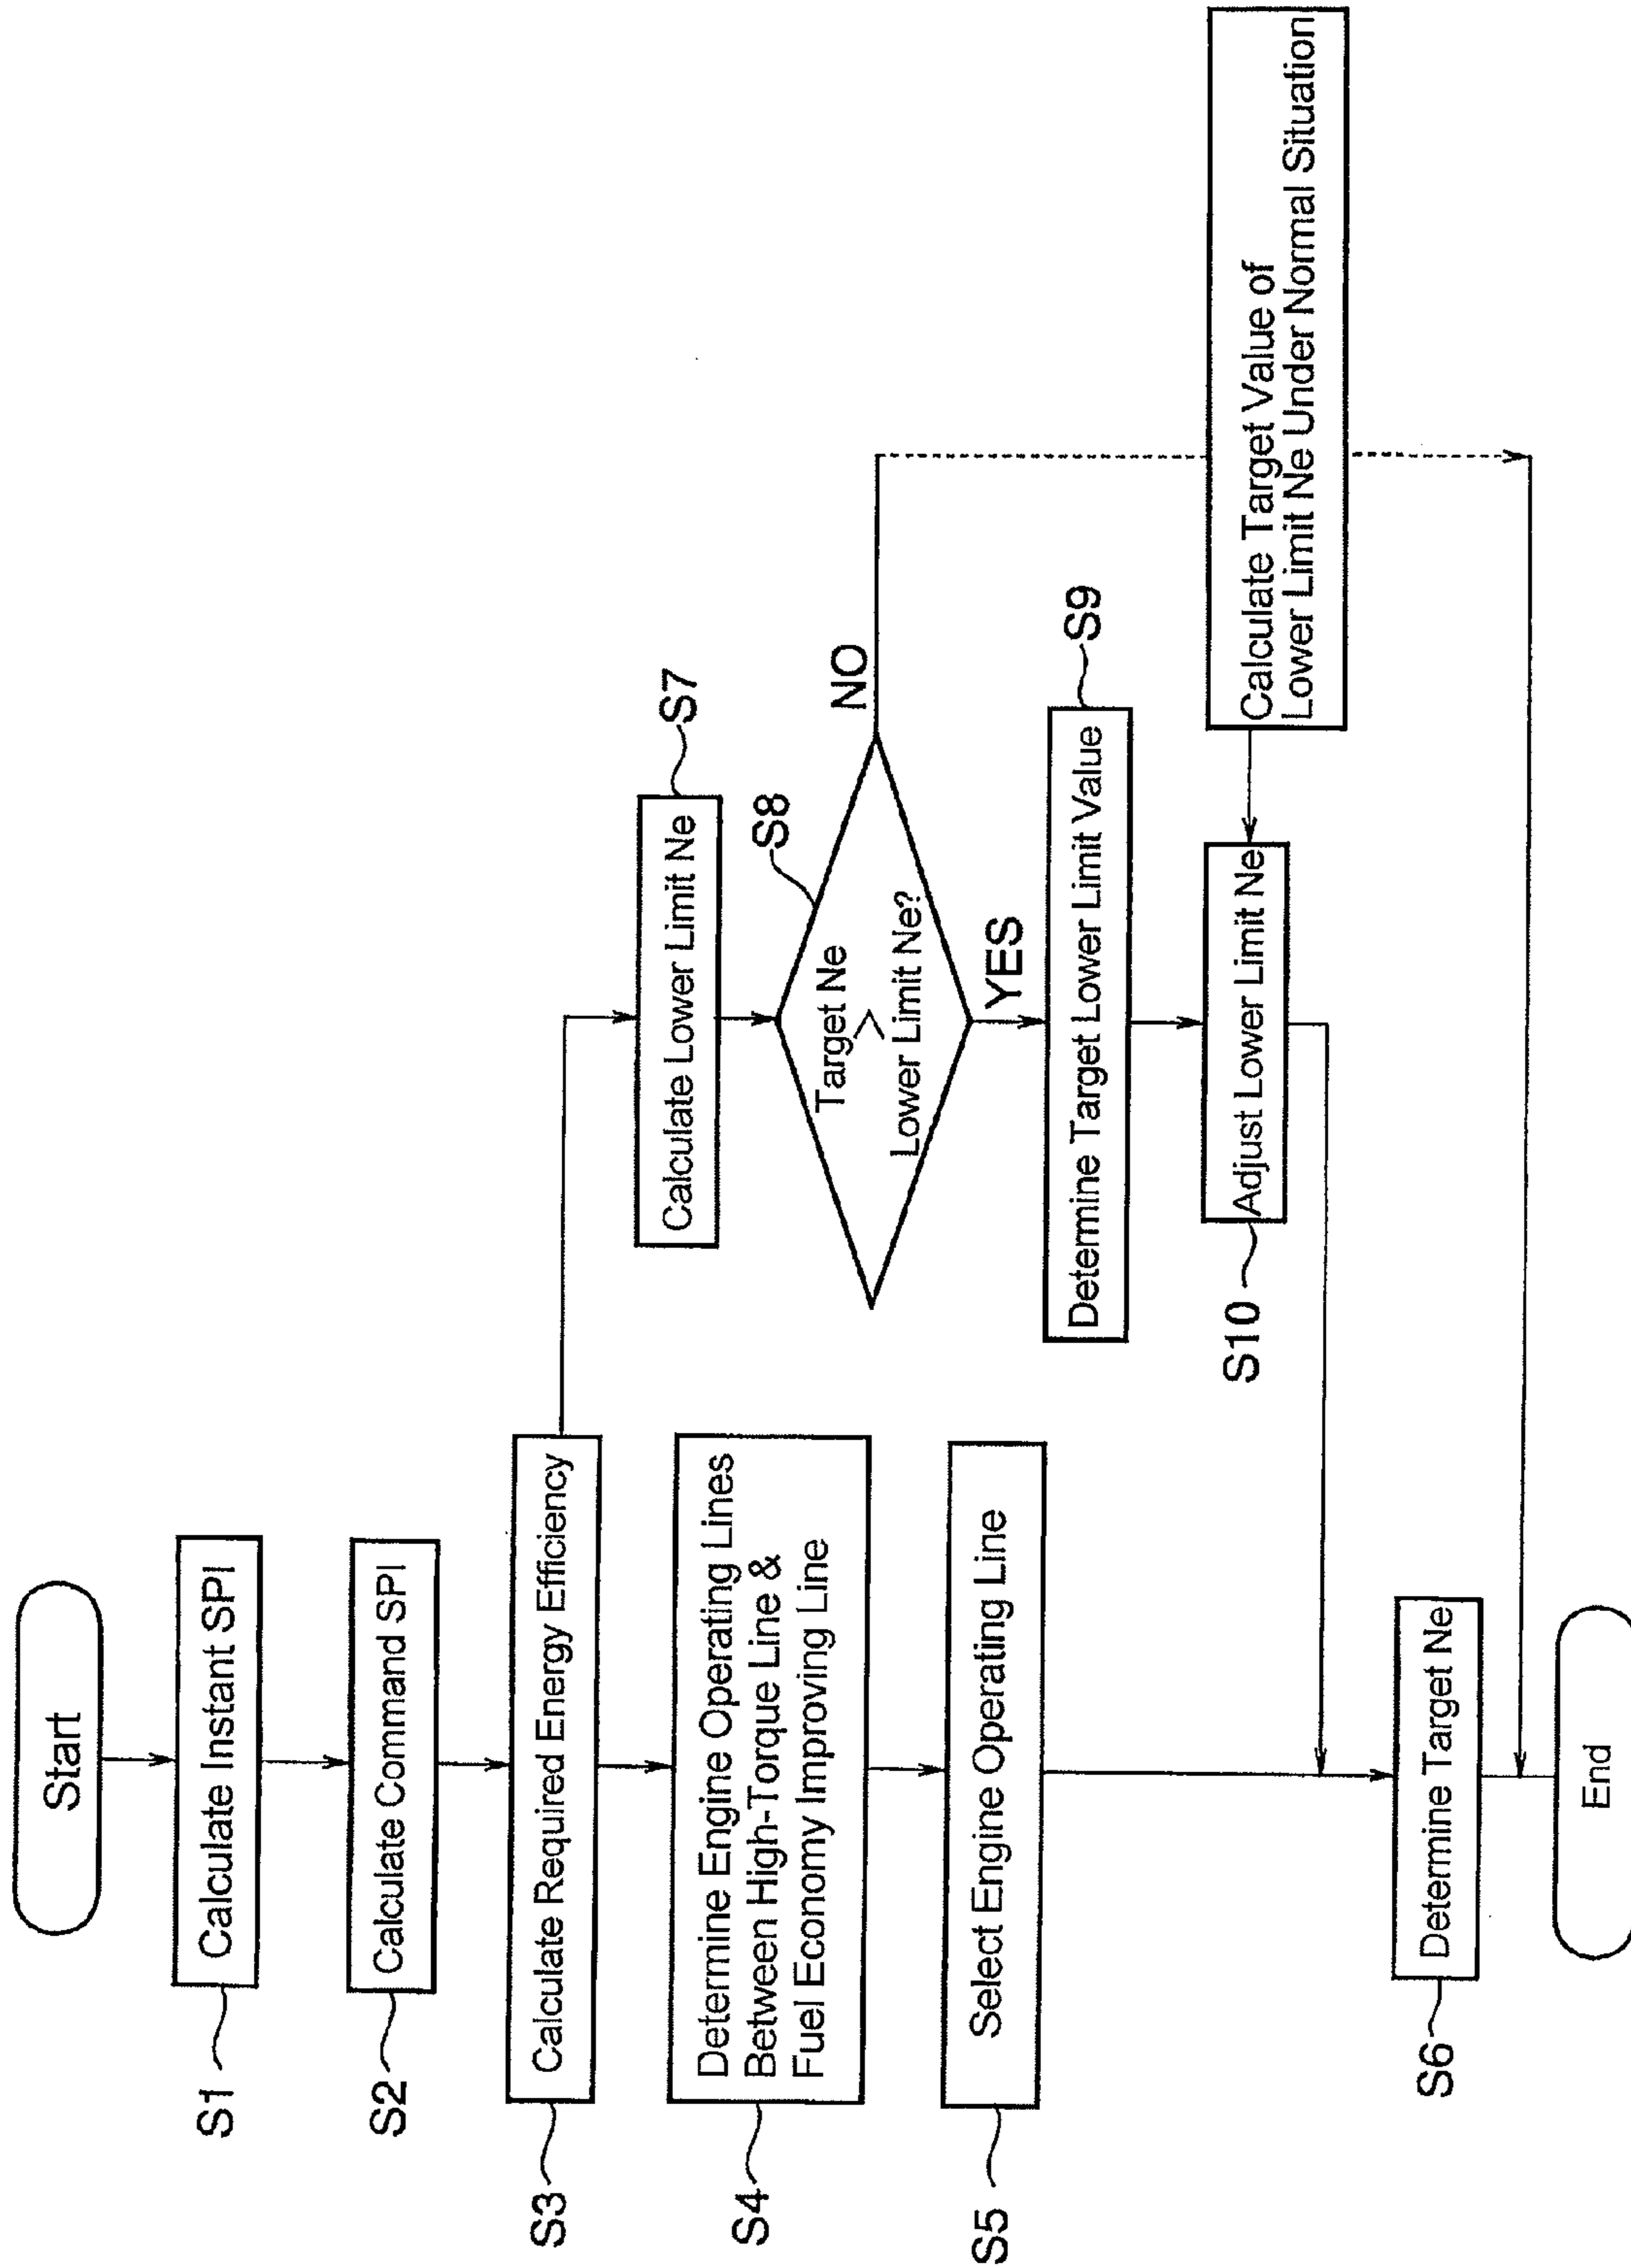 Start
S1
Calculate Instant SPI
S2
Calculate Command SPI
S3
Calculate Required Energy Efficiency
S4
Determine Engine Operating Lines
Between High-Torque Line &
Fuel Economy Improving Line
S5
Select Engine Operating Line
S7
Calculate Lower Limit Ne
S8
Target Ne
∧
Lower Limit Ne?
NO
YES
S9
Determine Target Lower Limit Value
S10
Adjust Lower Limit Ne
Calculate Target Value of
Lower Limit Ne Under Normal Situation
S6
Determine Target Ne
End